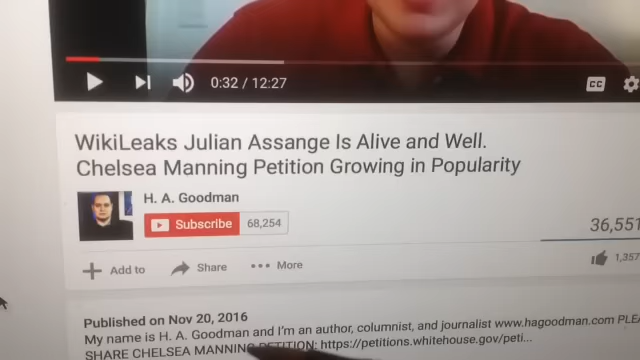 0:32 / 12:27
CC
WikiLeaks Julian Assange Is Alive and Well.
Chelsea Manning Petition Growing in Popularity
H. A. Goodman
Subscribe 68,254
36,551
Add to Share More
1,357
Published on Nov 20, 2016
My name is H. A. Goodman and I'm an author, columnist, and journalist www.hagoodman.com PLE
SHARE CHELSEA MANNING PETITION: https://petitions.whitehouse.gov/peti...